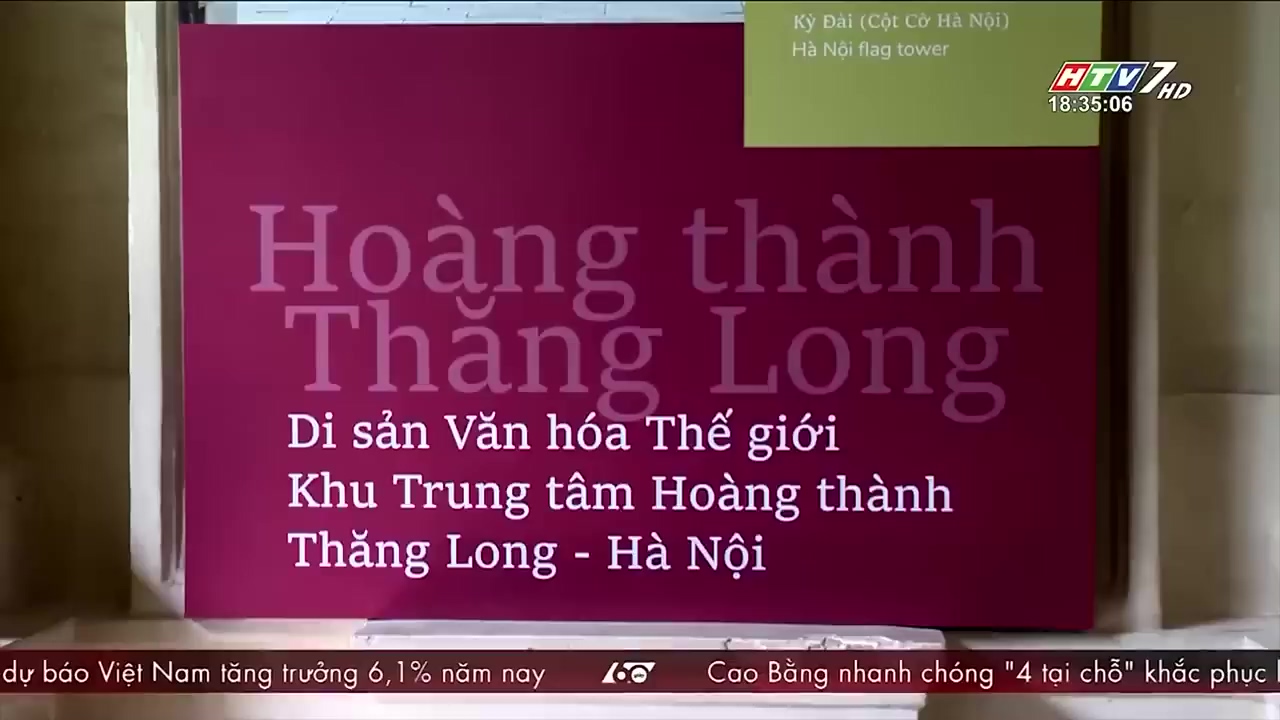 Kỳ Đài (Cột Cờ Hà Nội)
Hà Nội flag tower
HTV7 HD
18:35:06
Hoàng thành
Thăng Long
Di sản Văn hóa Thế giới
Khu Trung tâm Hoàng thành
Thăng Long - Hà Nội
dự báo Việt Nam tăng trưởng 6,1% năm nay
60 Cao Bằng nhanh chóng "4 tại chỗ" khắc phục